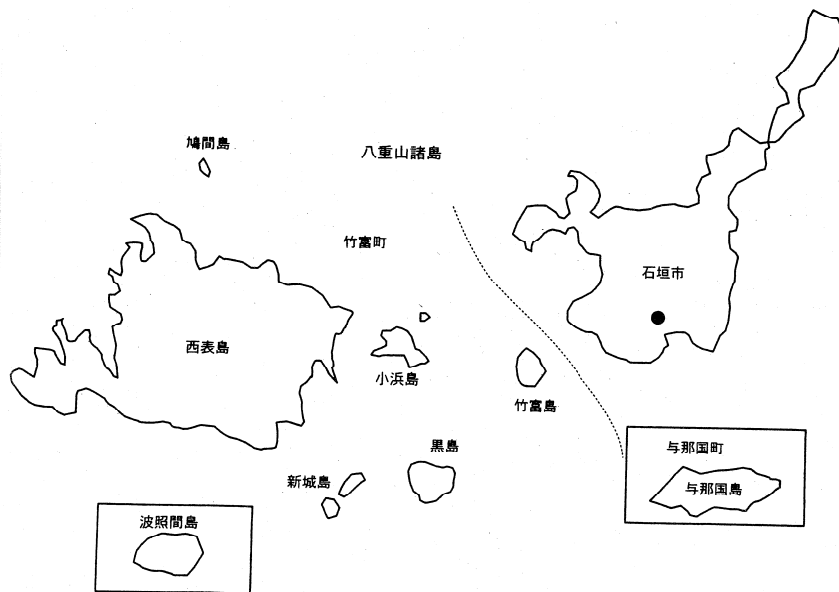 鳩間島
八重山諸島
竹富町
石垣市
西表島
小浜島
竹富島
黒島
与那国町
新城島
与那国島
波照間島